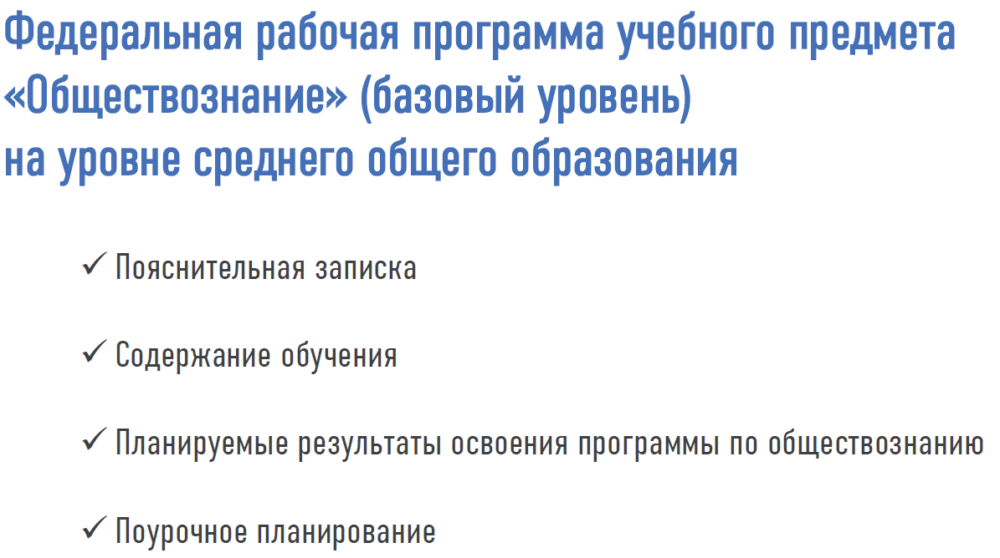 Федеральная рабочая программа учебного предмета
«Обществознание» (базовый уровень)
на уровне среднего общего образования
✓ Пояснительная записка
✓ Содержание обучения
✓ Планируемые результаты освоения программы по обществознанию
✓ Поурочное планирование